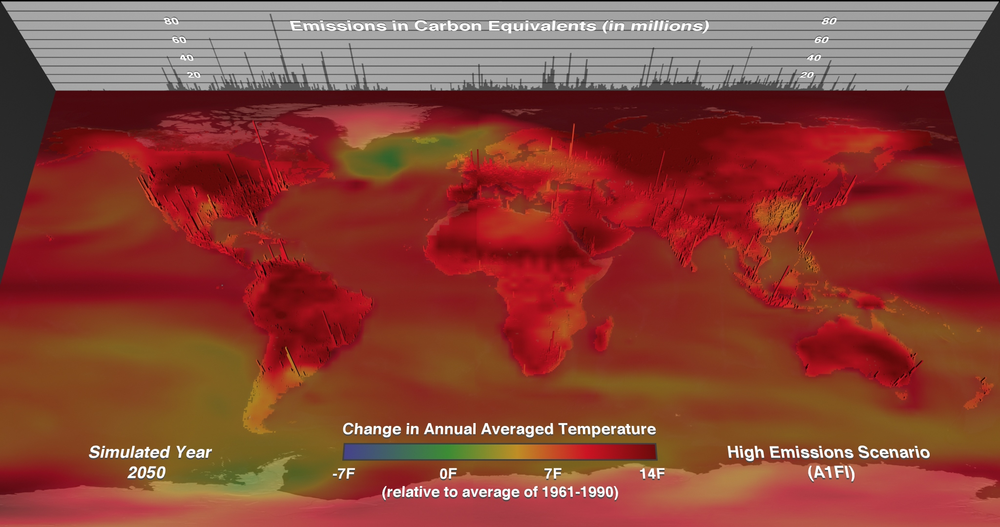 Emissions in Carbon Equivalents (in millions)
80 80
60 60
40 40
20 20
Change in Annual Averaged Temperature
-7F 0F 7F 14F
(relative to average of 1961-1990)
Simulated Year
2050
High Emissions Scenario
(A1FI)